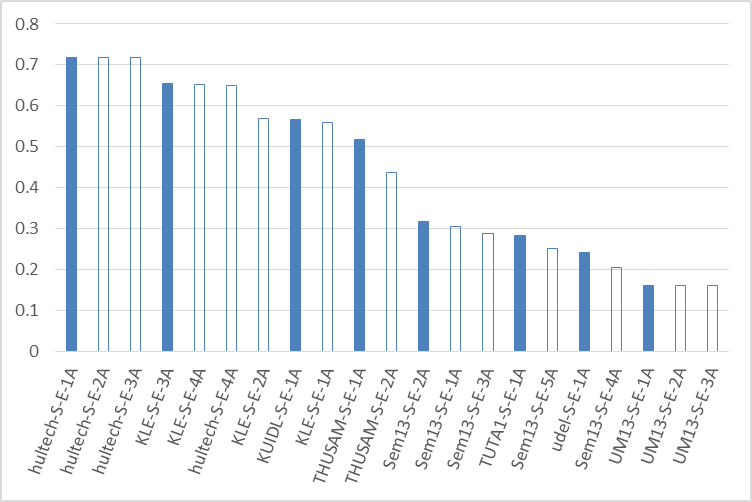 0.8
0.7
0.6
0.5
0.4
0.3
0.2
0.1
0
hultech-S-E-1A
hultech-S-E-2A
hultech-S-E-3A
KLE-S-E-3A
KLE-S-E-4A
hultech-S-E-4A
KLE-S-E-2A
KUIDL-S-E-1A
KLE-S-E-1A
THUSAM-S-E-1A
THUSAM-S-E-2A
Sem13-S-E-2A
Sem13-S-E-1A
Sem13-S-E-3A
TUTA1-S-E-1A
Sem13-S-E-5A
udel-S-E-1A
Sem13-S-E-4A
UM13-S-E-1A
UM13-S-E-2A
UM13-S-E-3A